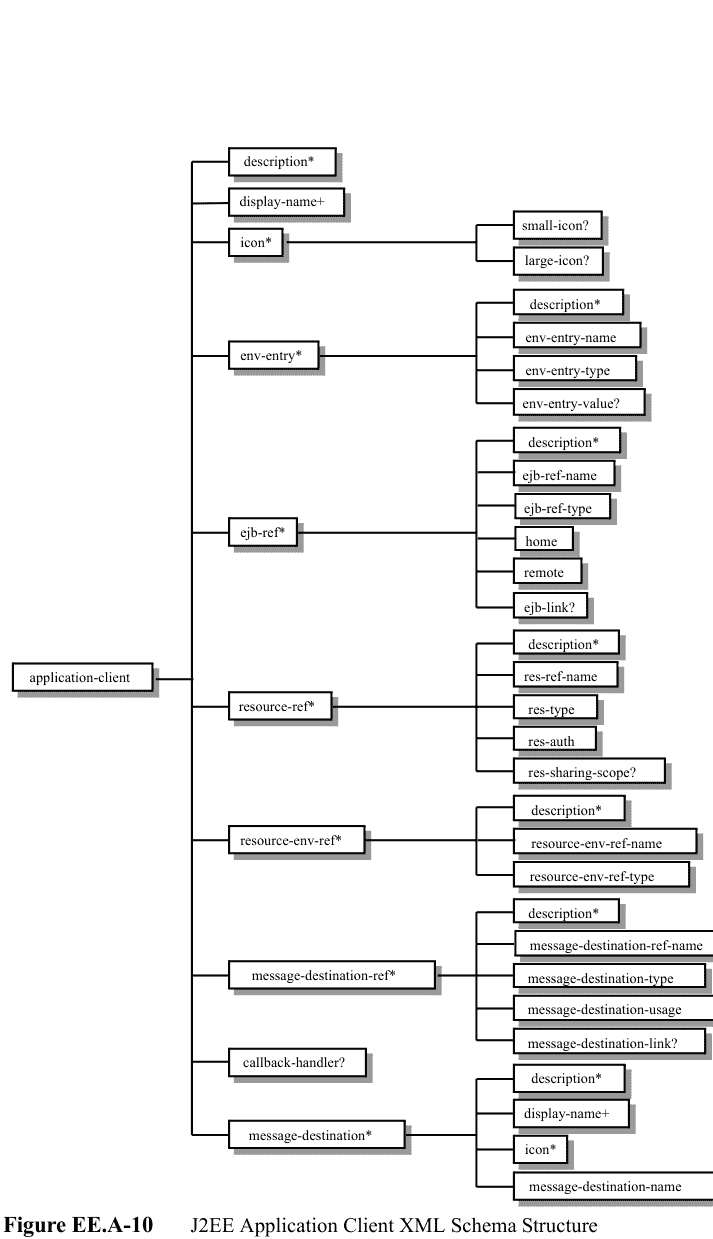 description*
display-name+
icon*
small-icon?
large-icon?
env-entry*
description*
env-entry-name
env-entry-type
env-entry-value?
ejb-ref*
description*
ejb-ref-name
ejb-ref-type
home
remote
ejb-link?
application-client
resource-ref*
description*
res-ref-name
res-type
res-auth
res-sharing-scope?
resource-env-ref*
description*
resource-env-ref-name
resource-env-ref-type
message-destination-ref*
description*
message-destination-ref-name
message-destination-type
message-destination-usage
message-destination-link?
callback-handler?
message-destination*
description*
display-name+
icon*
message-destination-name
Figure EE.A-10 J2EE Application Client XML Schema Structure